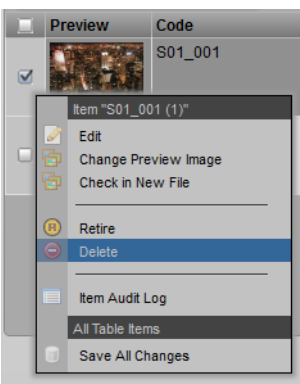 Preview Code
S01_001
Item "S01_001 (1)"
Edit
Change Preview Image
Check in New File
R Retire
Delete
Item Audit Log
All Table Items
Save All Changes